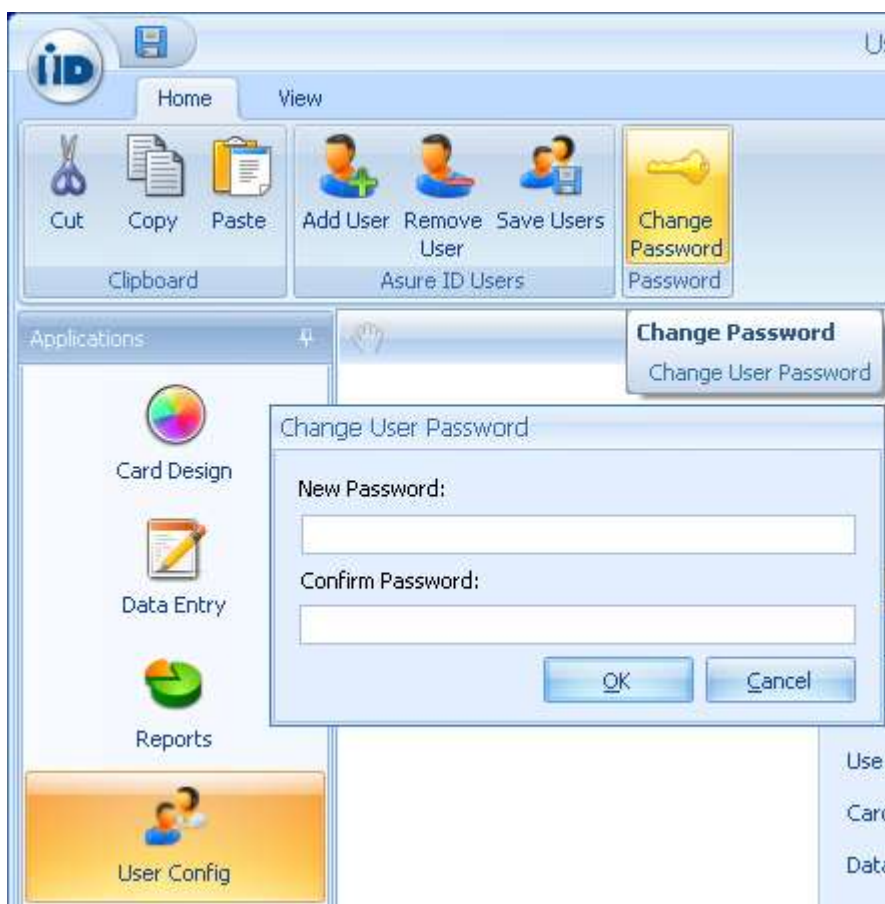 iID
Us
Home View
Cut Copy Paste Add User Remove User Save Users Change Password
Clipboard Asure ID Users Password
Applications
Change Password
Change User Password
Card Design
Change User Password
New Password:
Data Entry
Confirm Password:
OK Cancel
Reports
Use
Card
Data
User Config